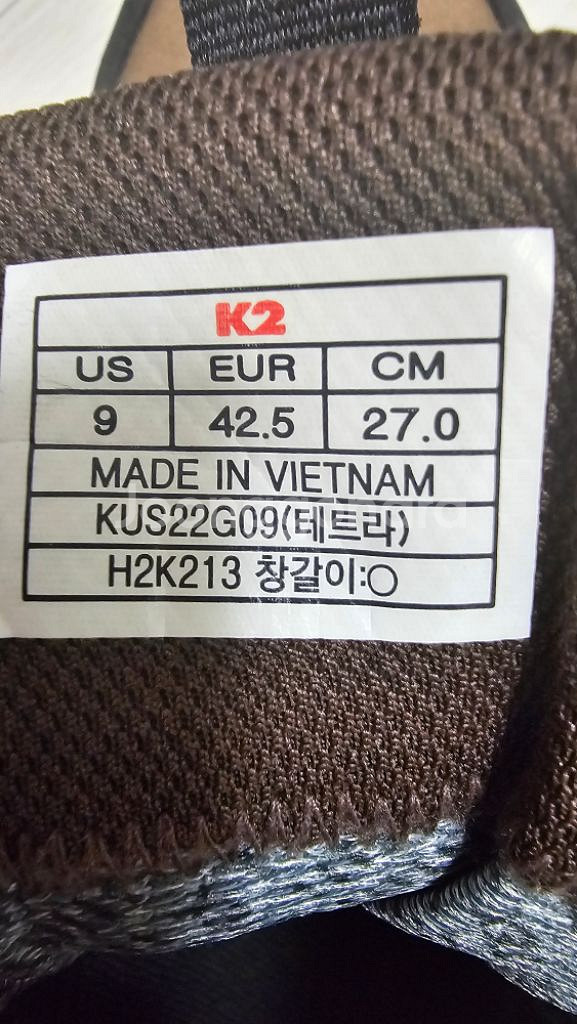 K2
US EUR CM
9 42.5 27.0
MADE IN VIETNAM
KUS22G09(테트라)
H2K213 창갈이:○